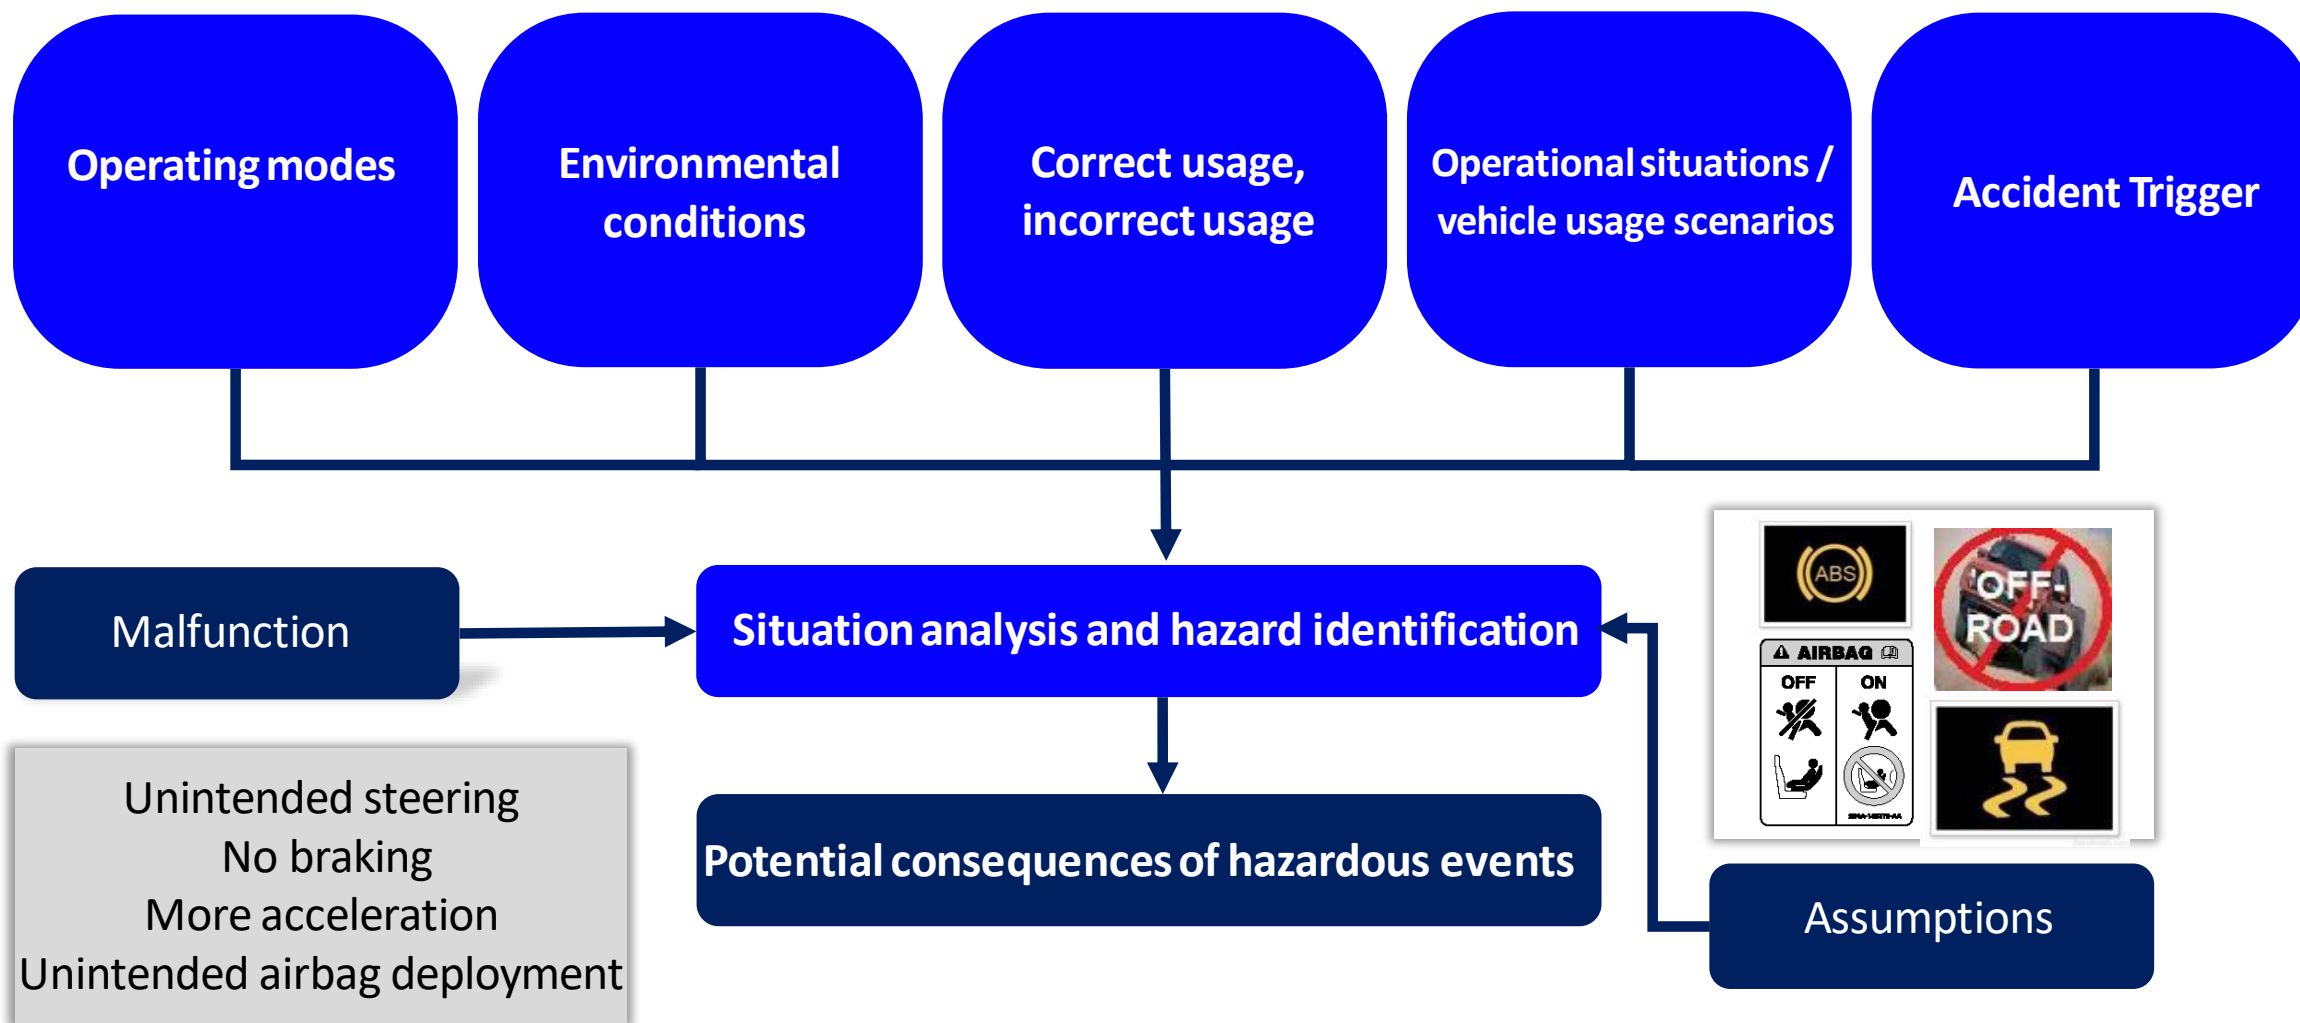 Operating modes
Environmental
conditions
Correct usage,
incorrect usage
Operational situations /
vehicle usage scenarios
Accident Trigger
Malfunction
Situation analysis and hazard identification
ABS
'OFF-
ROAD
AIRBAG
OFF ON
Unintended steering
No braking
More acceleration
Unintended airbag deployment
Potential consequences of hazardous events
Assumptions